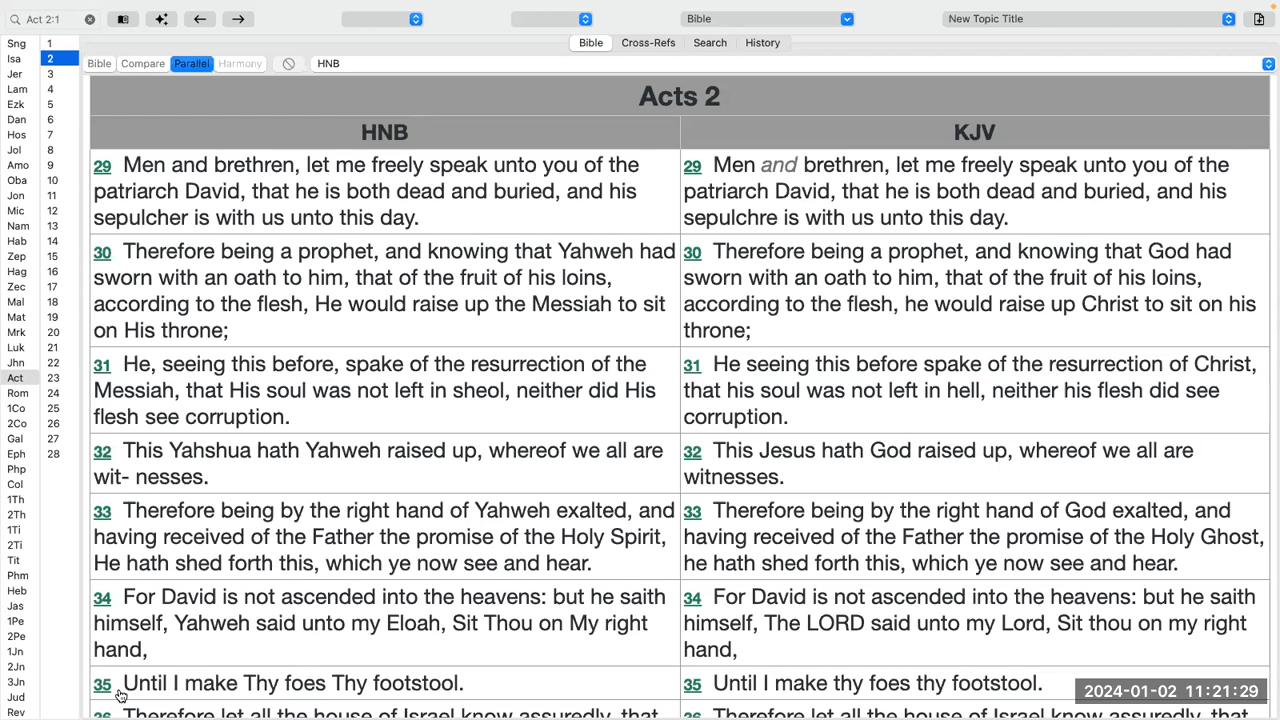 Act 2:1
Bible
New Topic Title
Bible
Cross-Refs
Search
History
Bible
Compare
Parallel
Harmony
HNB
Sng
Isa
Jer
Lam
Ezk
Dan
Hos
Jol
Amo
Oba
Jon
Mic
Nam
Hab
Zep
Hag
Zec
Mal
Mat
Mrk
Luk
Jhn
Act
Rom
1Co
2Co
Gal
Eph
Php
Col
1Th
2Th
1Ti
2Ti
Tit
Phm
Heb
Jas
1Pe
2Pe
1Jn
2Jn
3Jn
Jud
Rev
1
2
3
4
5
6
7
8
9
10
11
12
13
14
15
16
17
18
19
20
21
22
23
24
25
26
27
28
Acts 2
HNB
29 Men and brethren, let me freely speak unto you of the
patriarch David, that he is both dead and buried, and his
sepulcher is with us unto this day.
30 Therefore being a prophet, and knowing that Yahweh had
sworn with an oath to him, that of the fruit of his loins,
according to the flesh, He would raise up the Messiah to sit
on His throne;
31 He, seeing this before, spake of the resurrection of the
Messiah, that His soul was not left in sheol, neither did His
flesh see corruption.
32 This Yahshua hath Yahweh raised up, whereof we all are
wit- nesses.
33 Therefore being by the right hand of Yahweh exalted, and
having received of the Father the promise of the Holy Spirit,
He hath shed forth this, which ye now see and hear.
34 For David is not ascended into the heavens: but he saith
himself, Yahweh said unto my Eloah, Sit Thou on My right
hand,
35 Until I make Thy foes Thy footstool.
36 Therefore let all the house of Israel know assuredly, that
KJV
29 Men and brethren, let me freely speak unto you of the
patriarch David, that he is both dead and buried, and his
sepulchre is with us unto this day.
30 Therefore being a prophet, and knowing that God had
sworn with an oath to him, that of the fruit of his loins,
according to the flesh, he would raise up Christ to sit on his
throne;
31 He seeing this before spake of the resurrection of Christ,
that his soul was not left in hell, neither his flesh did see
corruption.
32 This Jesus hath God raised up, whereof we all are
witnesses.
33 Therefore being by the right hand of God exalted, and
having received of the Father the promise of the Holy Ghost,
he hath shed forth this, which ye now see and hear.
34 For David is not ascended into the heavens: but he saith
himself, The LORD said unto my Lord, Sit thou on my right
hand,
35 Until I make thy foes thy footstool.
36 Therefore let all the house of Israel know assuredly, that
2024-01-02 11:21:29